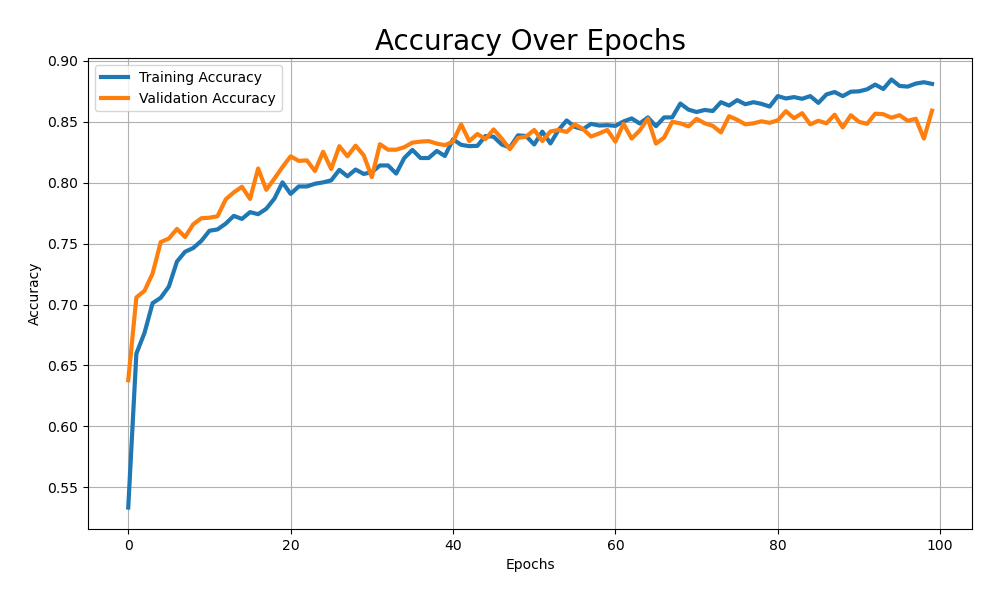 Accuracy Over Epochs
Training Accuracy
Validation Accuracy
Accuracy
0.90
0.85
0.80
0.75
0.70
0.65
0.60
0.55
0 20 40 60 80 100
Epochs